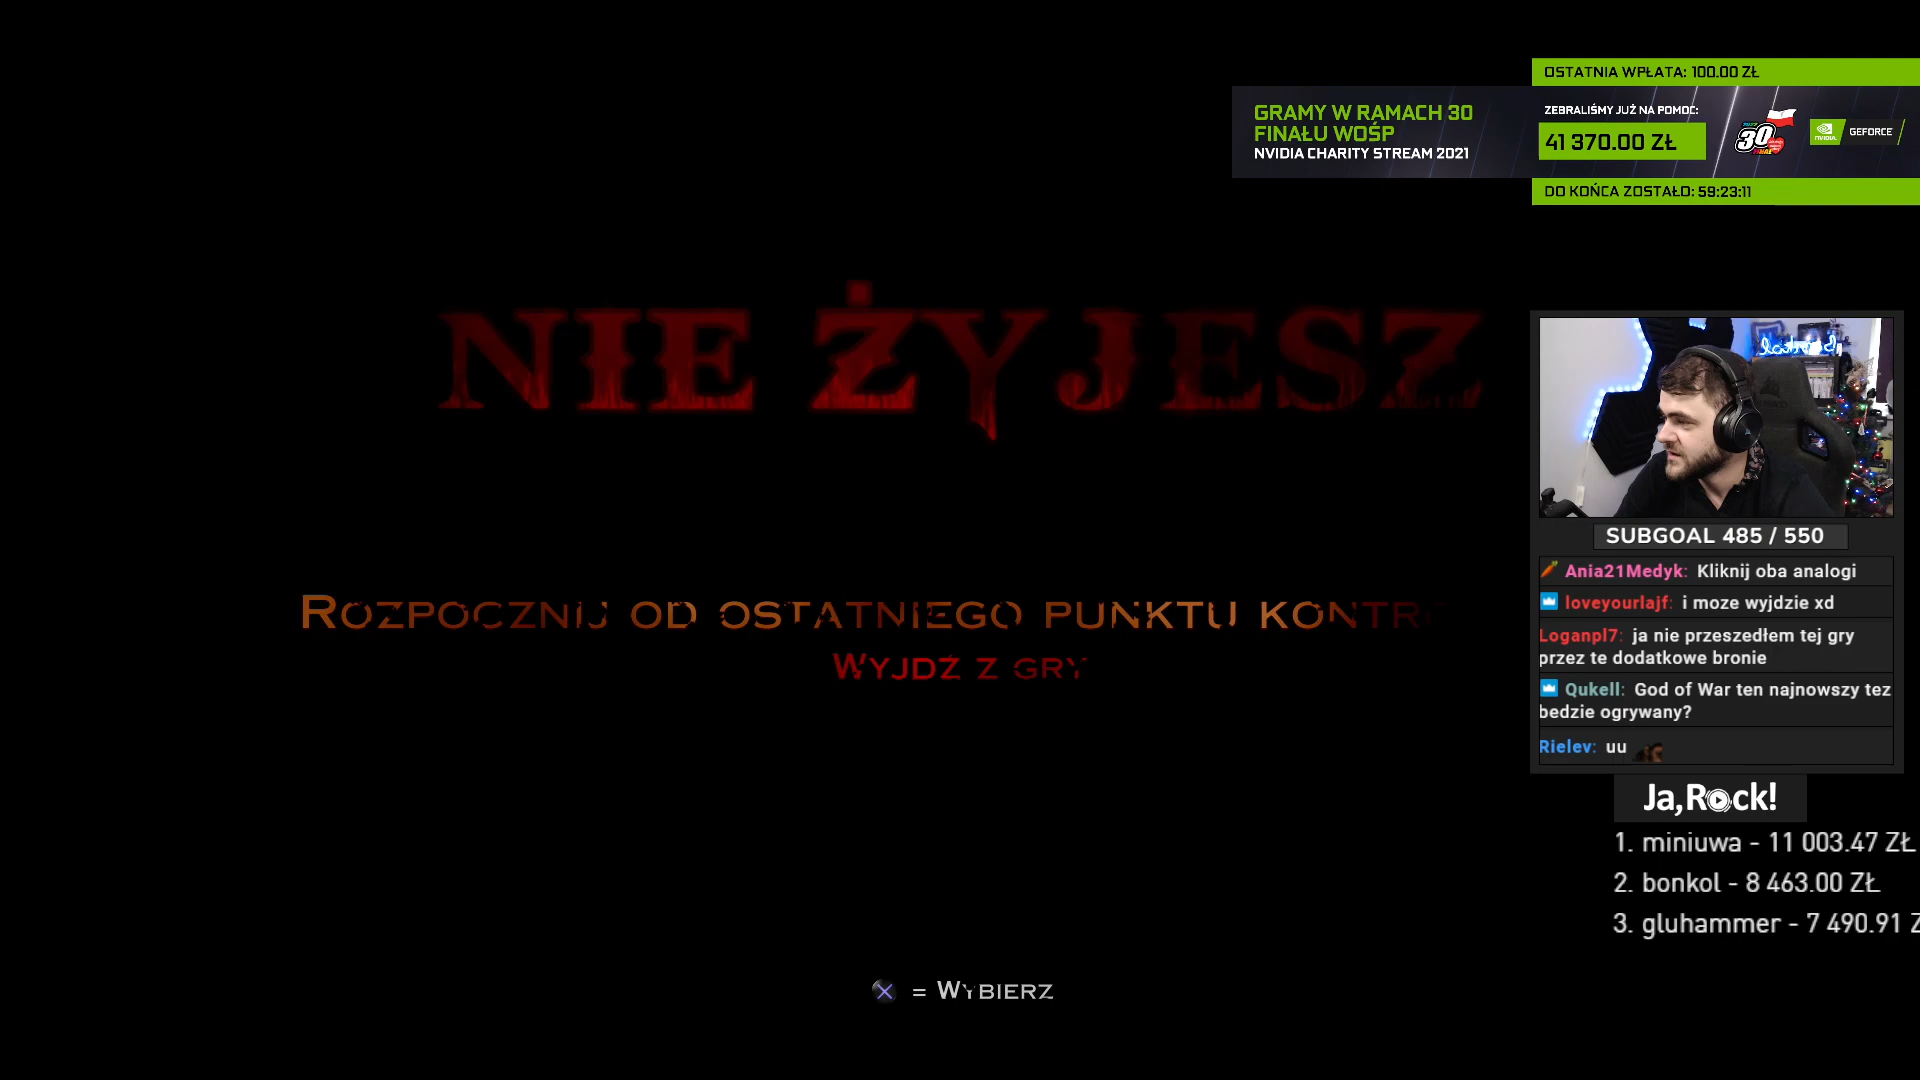 OSTATNIA WPŁATA: 100.00 ZŁ
GRAMY W RAMACH 30
FINAŁU WOŚP
NVIDIA CHARITY STREAM 2021
ZEBRALIŚMY JUŻ NA POMOC:
41 370.00 ZŁ
30
NVIDIA
GEFORCE
DO KOŃCA ZOSTAŁO: 59:23:11
NIE ŻYJESZ
ROZPOCZNIJ OD OSTATNIEGO PUNKTU
WYJDŹ Z GRY
= WYBIERZ
SUBGOAL 485 / 550
Ania21Medyk: Kliknij oba analogi
loveyourlajf: i moze wyjdzie xd
Loganpl7: ja nie przeszedłem tej gry
przez te dodatkowe bronie
Qukell: God of War ten najnowszy tez
bedzie ogrywany?
Rielev: uu
Ja,Rock!
1. miniuwa - 11 003.47 ZŁ
2. bonkol - 8 463.00 ZŁ
3. gluhammer - 7 490.91 Z